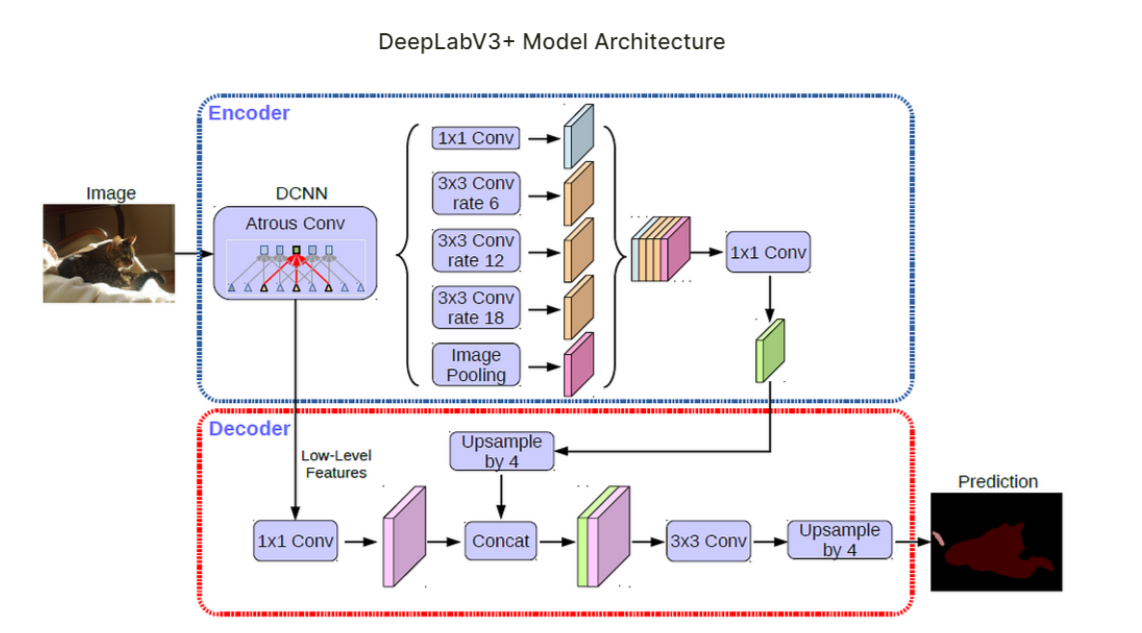 DeepLabV3+ Model Architecture
Encoder
Image
DCNN
Atrous Conv
1x1 Conv
3x3 Conv
rate 6
3x3 Conv
rate 12
3x3 Conv
rate 18
Image
Pooling
1x1 Conv
Decoder
Low-Level
Features
Upsample
by 4
1x1 Conv
Concat
3x3 Conv
Upsample
by 4
Prediction